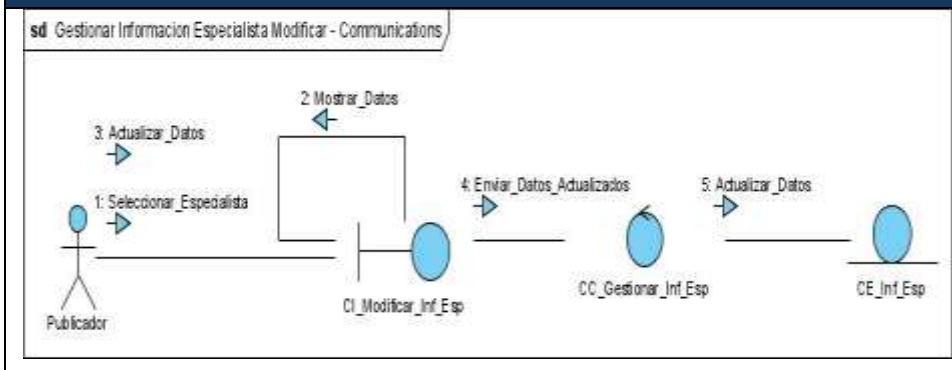 sd Gestionar Informacion Especialista Modificar - Communications
2: Mostrar_Datos
3: Actualizar_Datos
1: Seleccionar_Especialista
4: Enviar_Datos_Actualizados
5: Actualizar_Datos
Publicador
CI_Modificar_Inf_Esp
CC_Gestionar_Inf_Esp
CE_Inf_Esp